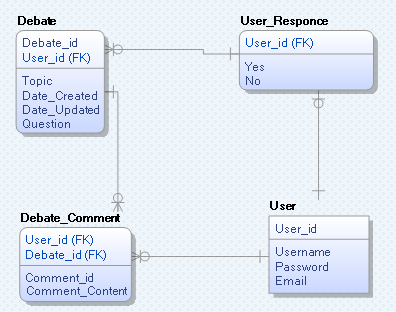 Debate
Debate_id
User_id (FK)
Topic
Date_Created
Date_Updated
Question
User_Responce
User_id (FK)
Yes
No
Debate_Comment
User_id (FK)
Debate_id (FK)
Comment_id
Comment_Content
User
User_id
Username
Password
Email